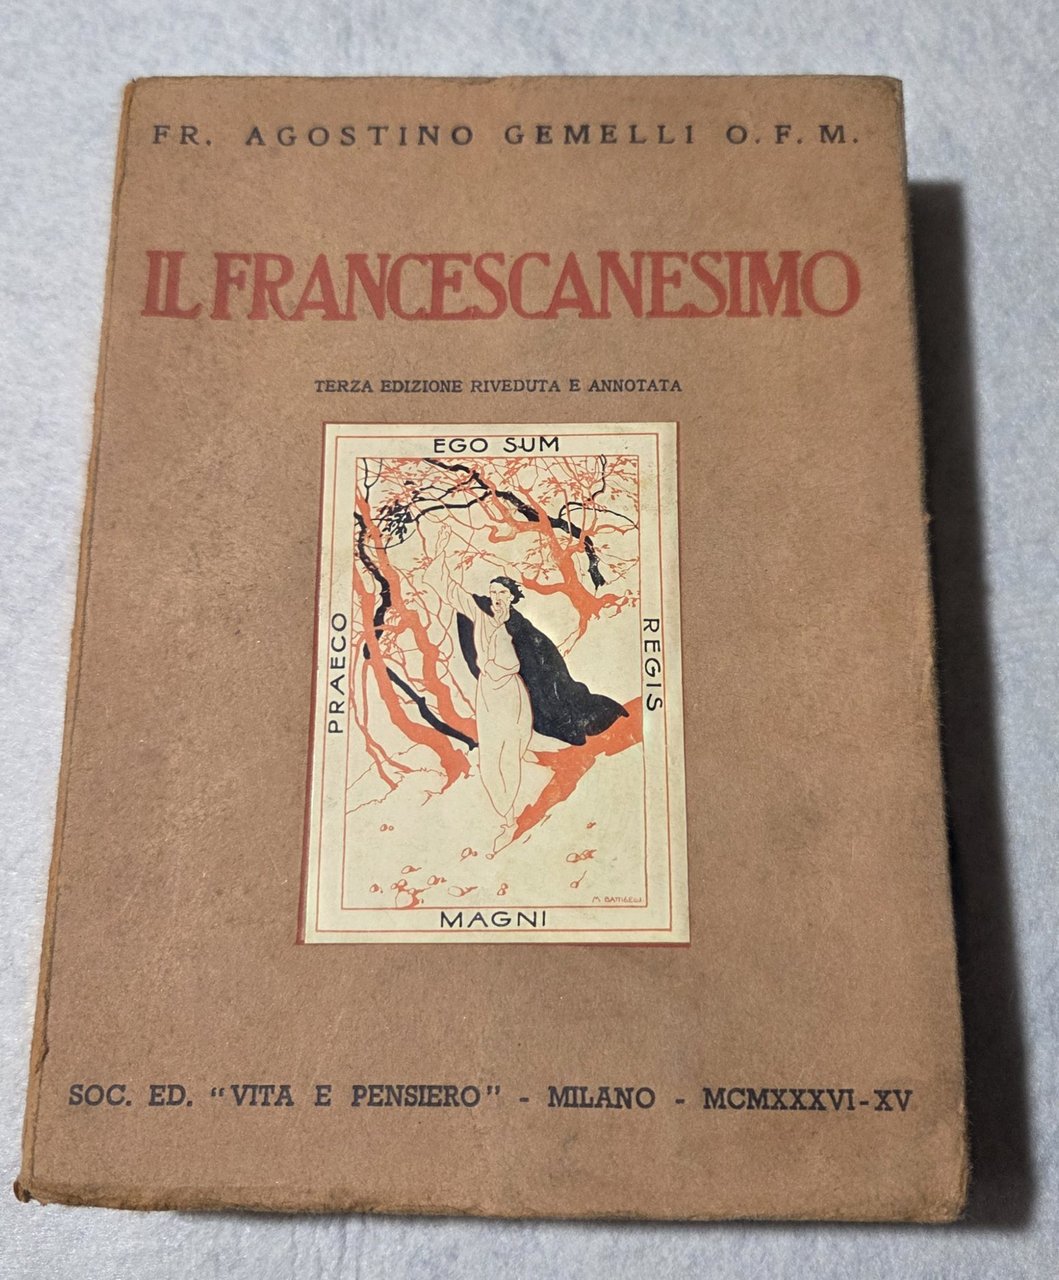 FR. AGOSTINO GEMELLI O.F.M.
IL FRANCESCANESIMO
TERZA EDIZIONE RIVEDUTA E ANNOTATA
EGO SUM
PRAECO
REGIS
MAGNI
SOC. ED. "VITA E PENSIERO" - MILANO - MCMXXXVI-XV